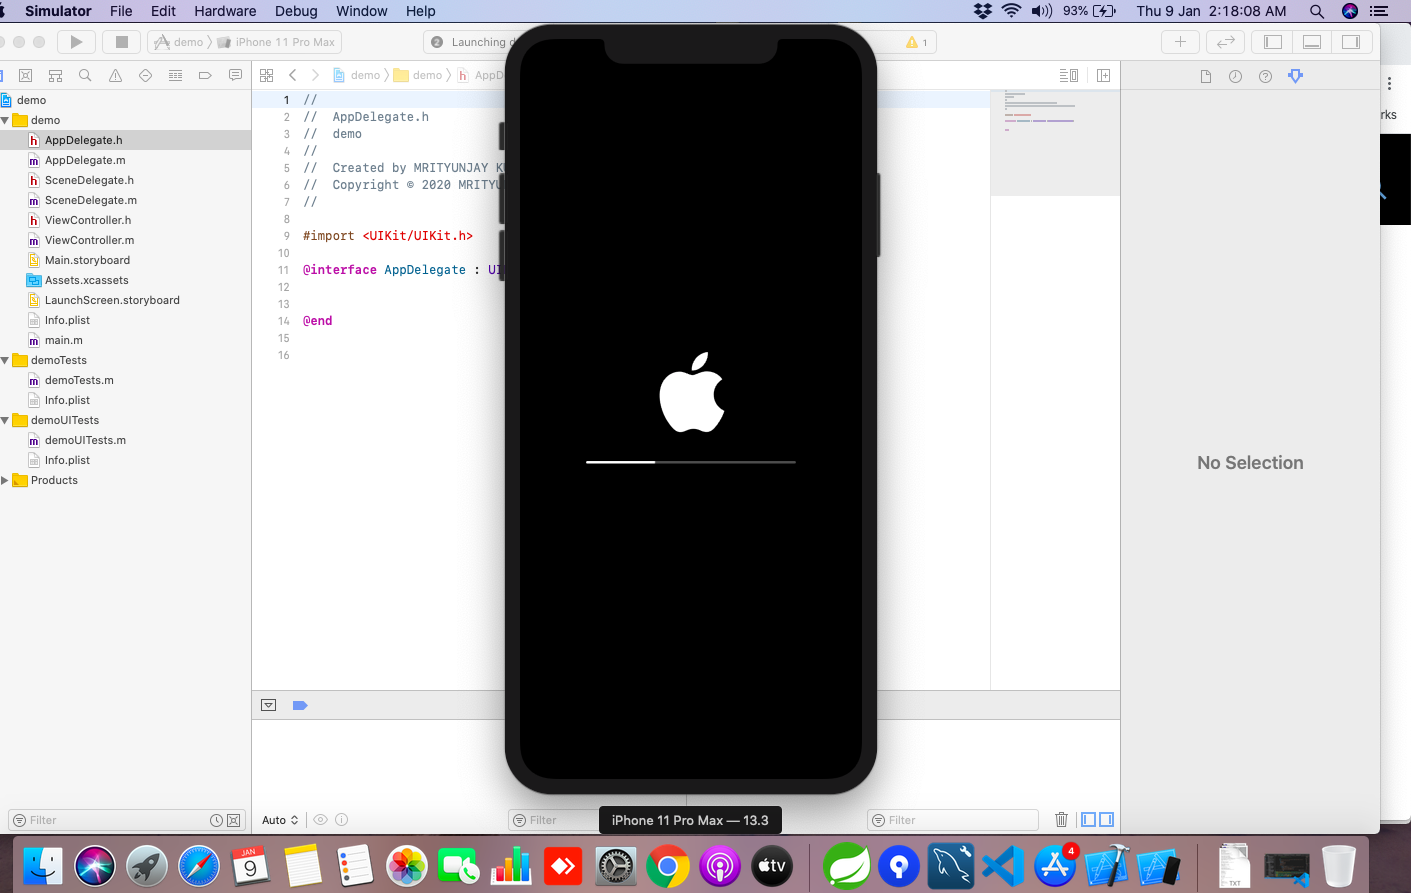 Simulator File Edit Hardware Debug Window Help 93% Thu 9 Jan 2:18:08 AM
demo iPhone 11 Pro Max 2 Launching 1
demo demo
rks
demo
demo
AppDelegate.h
AppDelegate.m
SceneDelegate.h
SceneDelegate.m
ViewController.h
ViewController.m
Main.storyboard
Assets.xcassets
LaunchScreen.storyboard
Info.plist
main.m
demoTests
demoTests.m
Info.plist
demoUITests
demoUITests.m
Info.plist
Products
1 //
2 // AppDelegate.h
3 // demo
4 //
5 // Created by MRITYUNJAY
6 // Copyright © 2020
7 //
8
9 #import <UIKit/UIKit.h>
10
11 @interface AppDelegate :
12
13
14 @end
15
16
No Selection
Filter Auto Filter Filter
iPhone 11 Pro Max — 13.3
JAN
9
tv
4
TXT